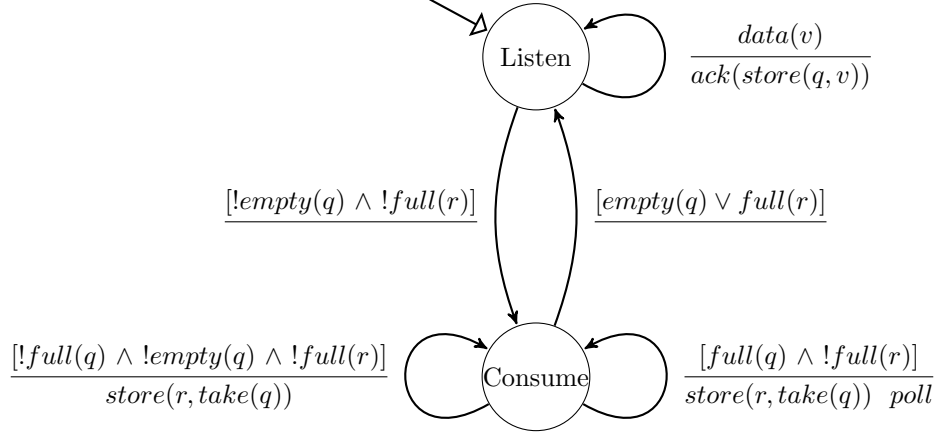 Listen
data(v)
ack(store(q, v))
[!empty(q) ∧ !full(r)]
[empty(q) ∨ full(r)]
[!full(q) ∧ !empty(q) ∧ !full(r)]
store(r, take(q))
Consume
[full(q) ∧ !full(r)]
store(r, take(q)) poll